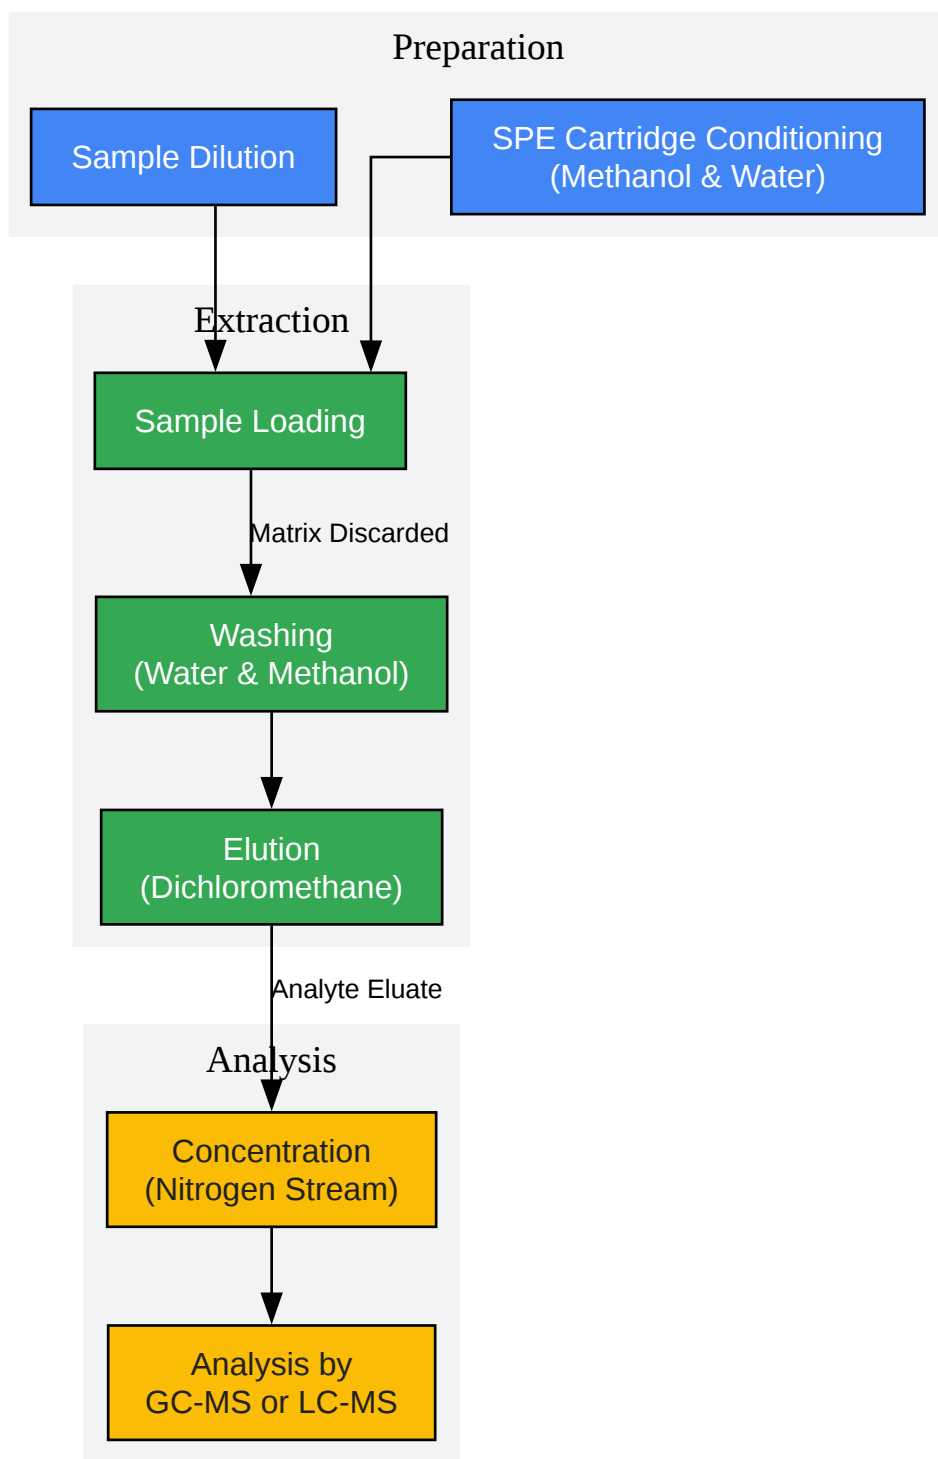 Preparation
Sample Dilution
SPE Cartridge Conditioning
(Methanol & Water)
Extraction
Sample Loading
Matrix Discarded
Washing
(Water & Methanol)
Elution
(Dichloromethane)
Analyte Eluate
Analysis
Concentration
(Nitrogen Stream)
Analysis by
GC-MS or LC-MS